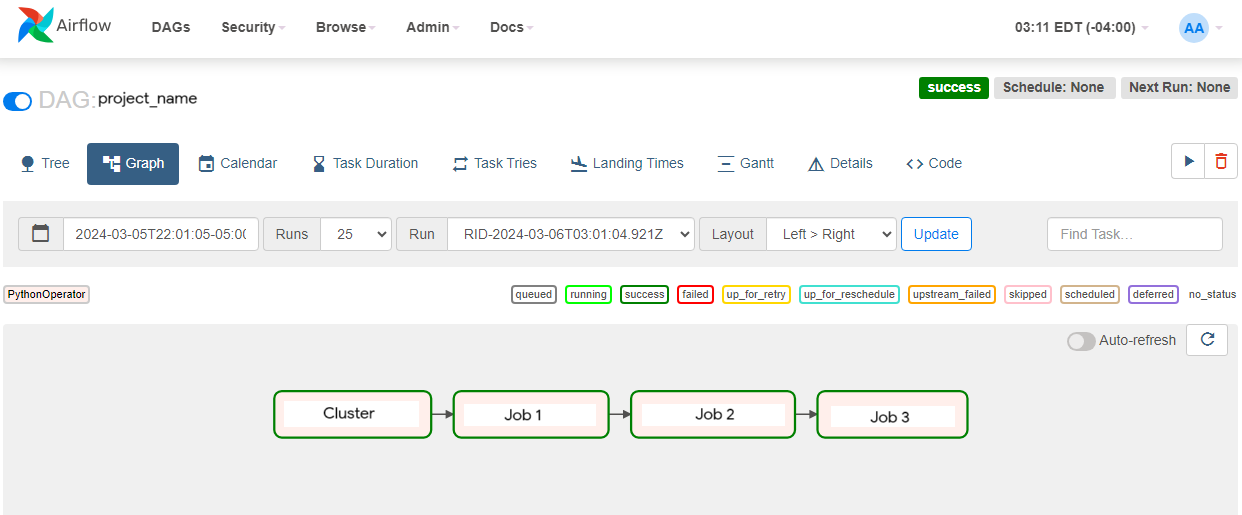 Airflow DAGs Security Browse Admin Docs 03:11 EDT (-04:00) AA
DAG: project_name success Schedule: None Next Run: None
Tree Graph Calendar Task Duration Task Tries Landing Times Gantt Details Code
2024-03-05T22:01:05-05:00 Runs 25 Run RID-2024-03-06T03:01:04.921Z Layout Left > Right Update Find Task...
PythonOperator queued running success failed up_for_retry up_for_reschedule upstream_failed skipped scheduled deferred no_status
Auto-refresh
Cluster Job 1 Job 2 Job 3